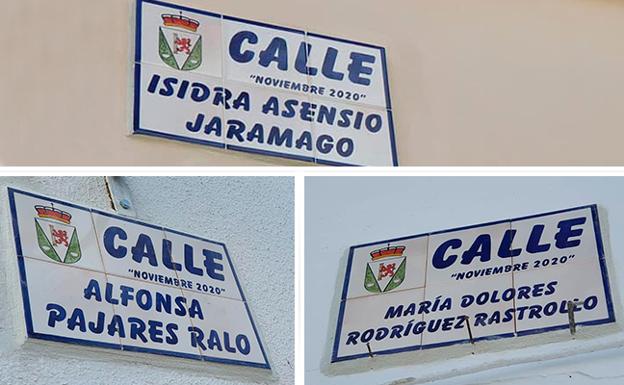 CALLE
"NOVIEMBRE 2020"
ISIDRA ASENSIO
JARAMAGO
CALLE
"NOVIEMBRE 2020"
ALFONSA
PAJARES RALO
CALLE
"NOVIEMBRE 2020"
MARÍA DOLORES
RODRÍGUEZ RASTROLLO